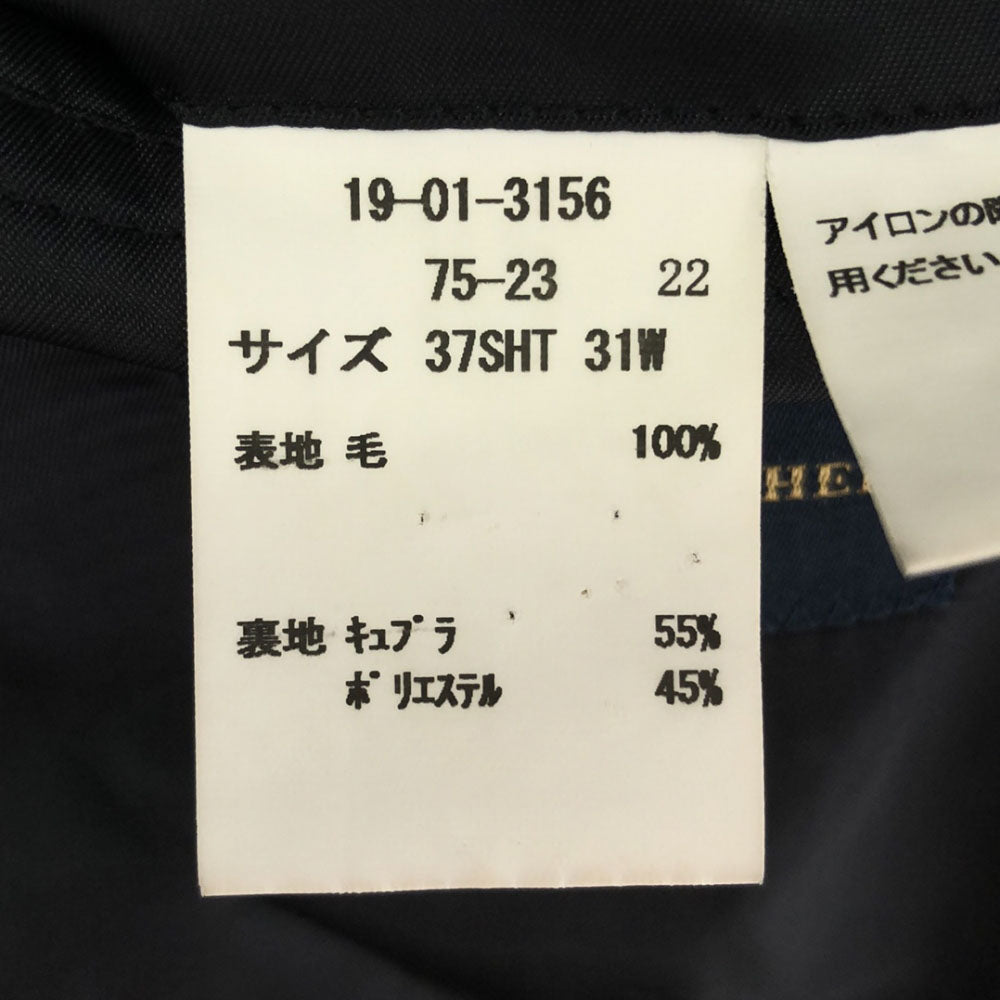 19-01-3156
75-23 22
サイズ 37SHT 31W
表地 毛 100%
裏地 ｷｭﾌﾟﾗ 55%
ﾎﾟﾘｴｽﾃﾙ 45%
アイロンの
用ください
HE